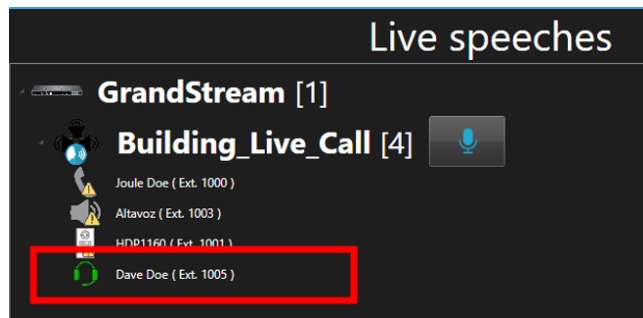 Live speeches
GrandStream [1]
Building_Live_Call [4]
Joule Doe ( Ext. 1000 )
Altavoz ( Ext. 1003 )
HDP1160 ( Ext. 1001 )
Dave Doe ( Ext. 1005 )